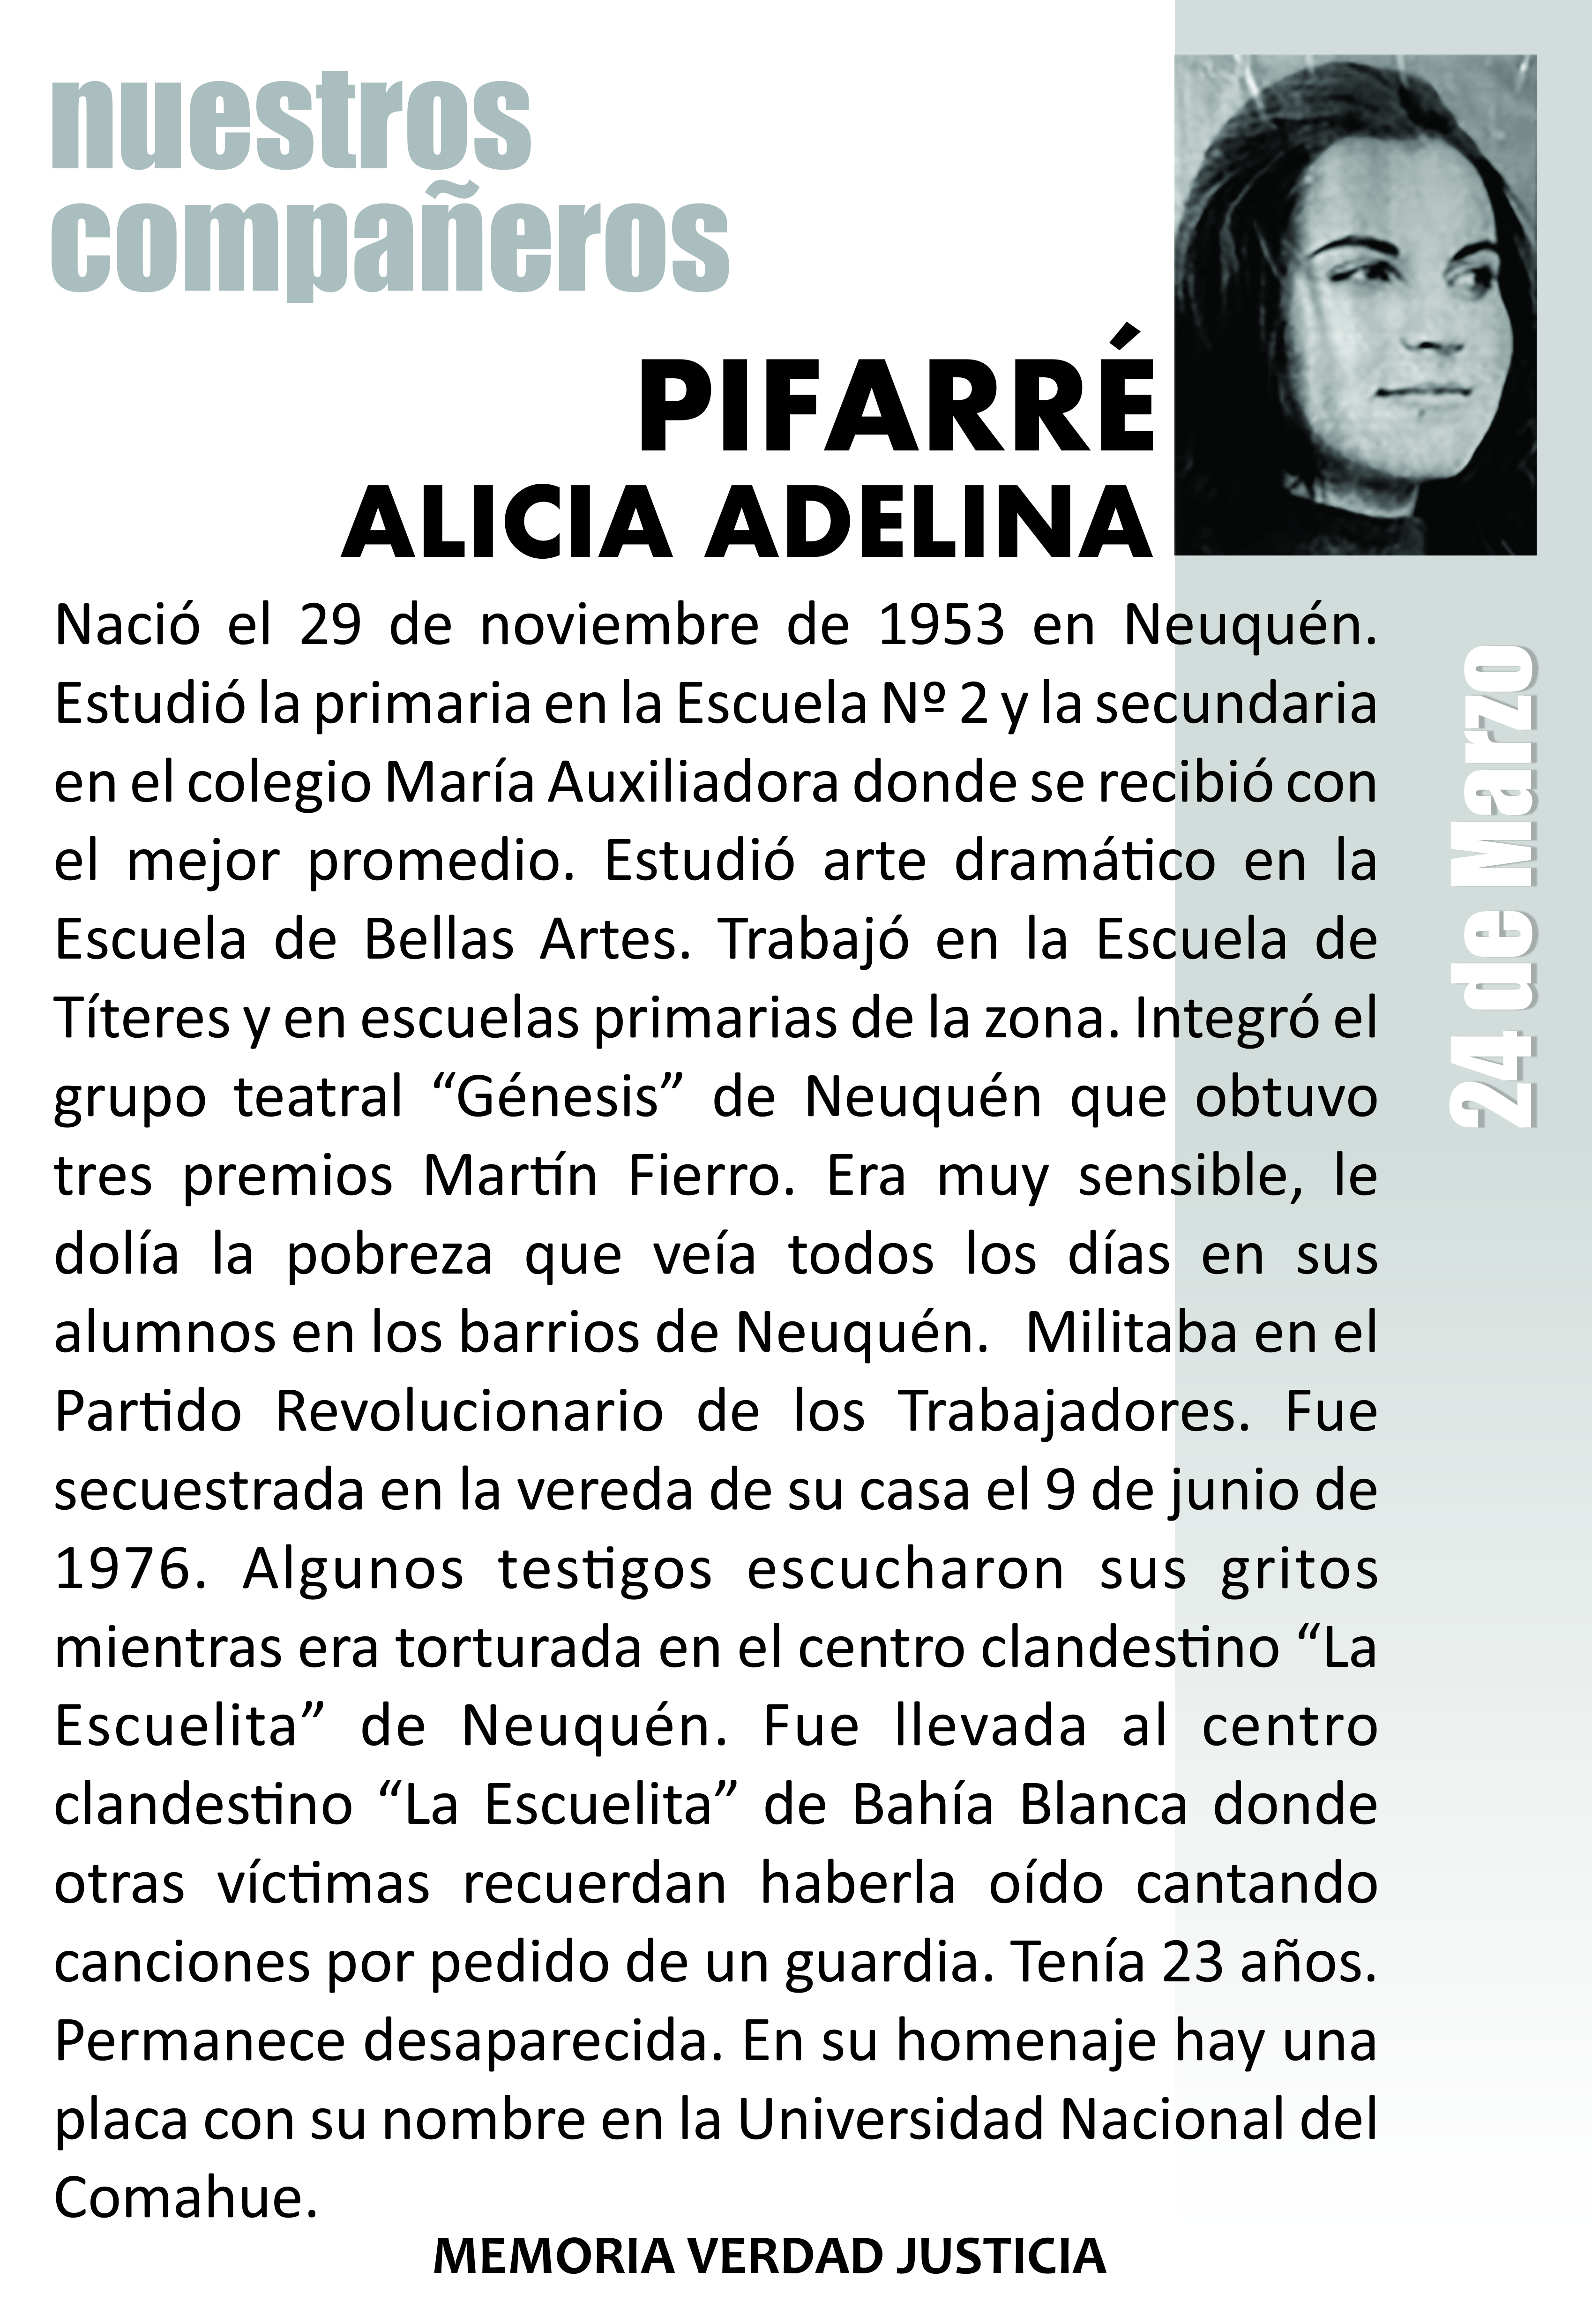 nuestros
compañeros
PIFARRÉ
ALICIA ADELINA
Nació el 29 de noviembre de 1953 en Neuquén.
Estudió la primaria en la Escuela Nº 2 y la secundaria
en el colegio María Auxiliadora donde se recibió con
el mejor promedio. Estudió arte dramático en la
Escuela de Bellas Artes. Trabajó en la Escuela de
Títeres y en escuelas primarias de la zona. Integró el
grupo teatral “Génesis” de Neuquén que obtuvo
tres premios Martín Fierro. Era muy sensible, le
dolía la pobreza que veía todos los días en sus
alumnos en los barrios de Neuquén. Militaba en el
Partido Revolucionario de los Trabajadores. Fue
secuestrada en la vereda de su casa el 9 de junio de
1976. Algunos testigos escucharon sus gritos
mientras era torturada en el centro clandestino “La
Escuelita” de Neuquén. Fue llevada al centro
clandestino “La Escuelita” de Bahía Blanca donde
otras víctimas recuerdan haberla oído cantando
canciones por pedido de un guardia. Tenía 23 años.
Permanece desaparecida. En su homenaje hay una
placa con su nombre en la Universidad Nacional del
Comahue.
24 de Marzo
MEMORIA VERDAD JUSTICIA